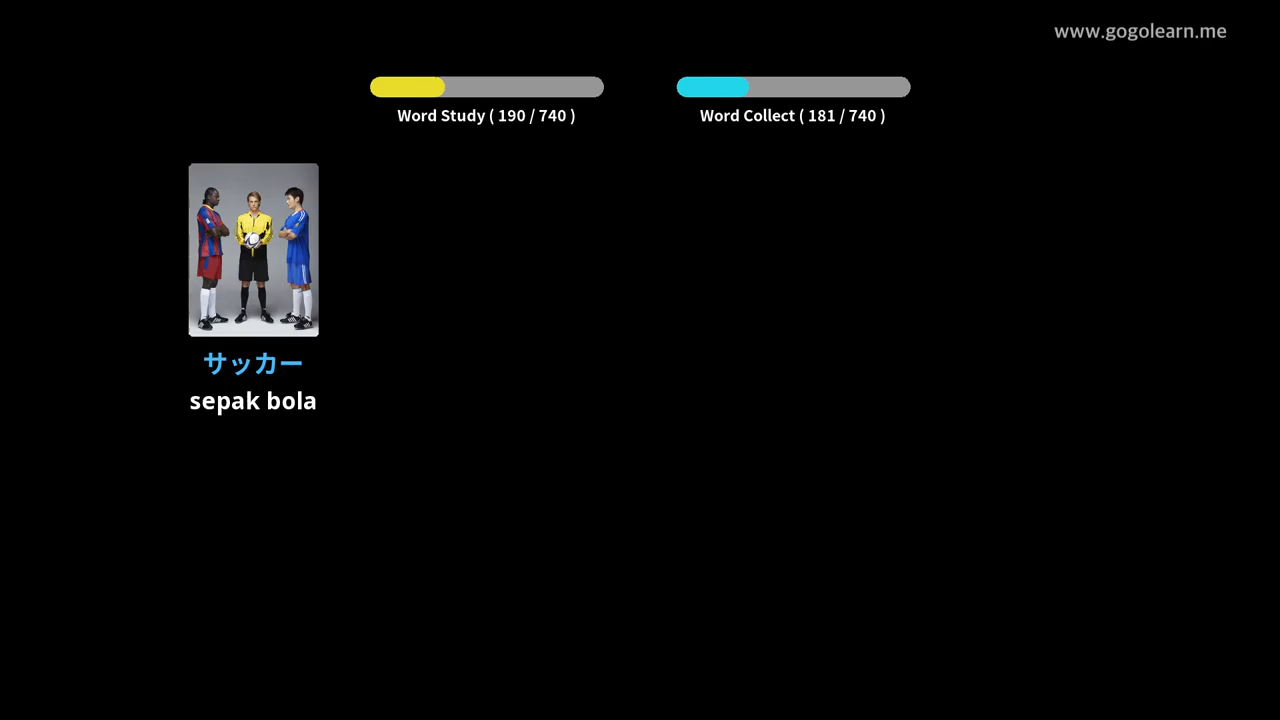 www.gogolearn.me
Word Study ( 190 / 740 )
Word Collect ( 181 / 740 )
サッカー
sepak bola